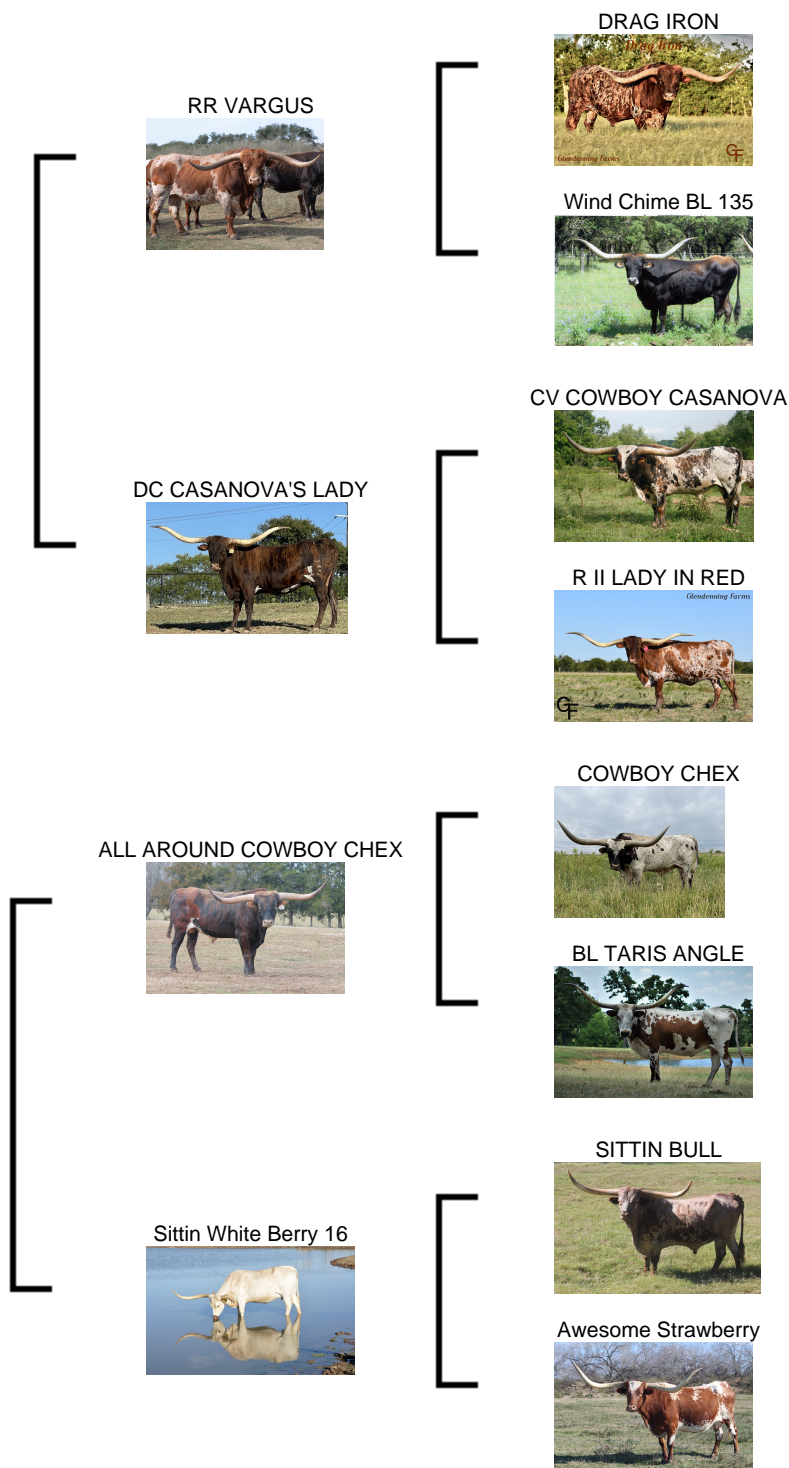 DRAG IRON
Drag Iron
RR VARGUS
Glendenning Farms
GF
Wind Chime BL 135
CV COWBOY CASANOVA
DC CASANOVA'S LADY
R II LADY IN RED
Glendenning Farms
GF
COWBOY CHEX
ALL AROUND COWBOY CHEX
BL TARIS ANGLE
SITTIN BULL
Sittin White Berry 16
Awesome Strawberry